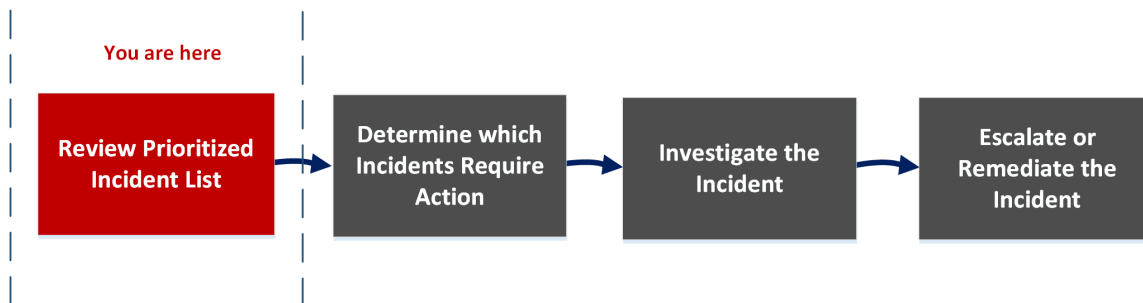 You are here
Review Prioritized
Incident List
Determine which
Incidents Require
Action
Investigate the
Incident
Escalate or
Remediate the
Incident